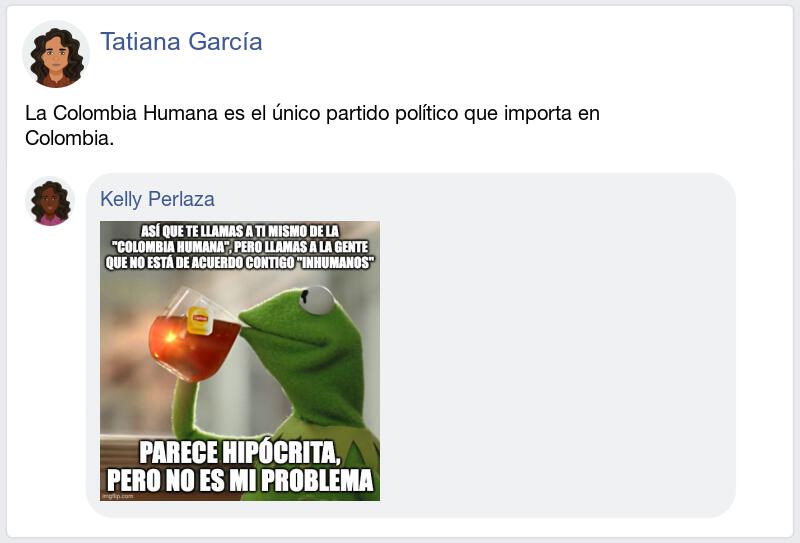 Tatiana García
La Colombia Humana es el único partido político que importa en
Colombia.
Kelly Perlaza
ASÍ QUE TE LLAMAS A TI MISMO DE LA
"COLOMBIA HUMANA", PERO LLAMAS A LA GENTE
QUE NO ESTÁ DE ACUERDO CONTIGO "INHUMANOS"
Lipton
PARECE HIPÓCRITA,
PERO NO ES MI PROBLEMA
imgflip.com